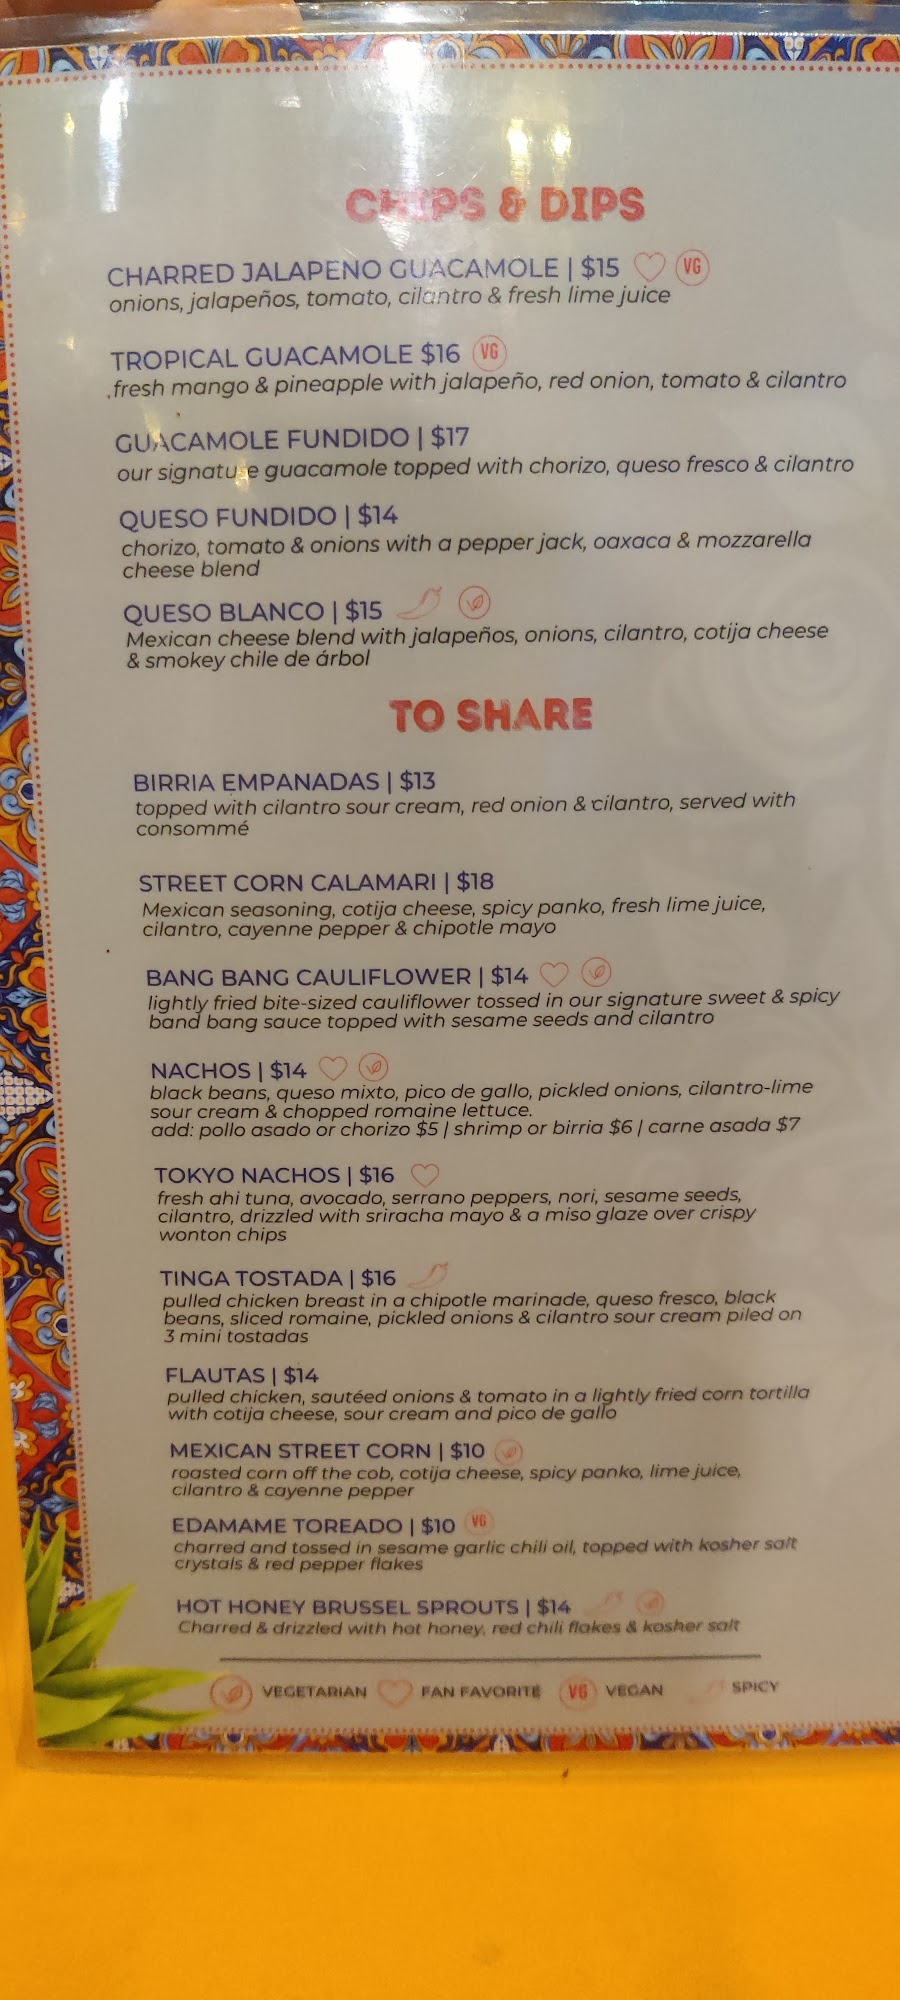 CHIPS & DIPS
CHARRED JALAPENO GUACAMOLE | $15 VG
onions, jalapeños, tomato, cilantro & fresh lime juice
TROPICAL GUACAMOLE $16 VG
fresh mango & pineapple with jalapeño, red onion, tomato & cilantro
GUACAMOLE FUNDIDO | $17
our signature guacamole topped with chorizo, queso fresco & cilantro
QUESO FUNDIDO | $14
chorizo, tomato & onions with a pepper jack, oaxaca & mozzarella
cheese blend
QUESO BLANCO | $15
Mexican cheese blend with jalapeños, onions, cilantro, cotija cheese
& smokey chile de árbol
TO SHARE
BIRRIA EMPANADAS | $13
topped with cilantro sour cream, red onion & cilantro, served with
consommé
STREET CORN CALAMARI | $18
Mexican seasoning, cotija cheese, spicy panko, fresh lime juice,
cilantro, cayenne pepper & chipotle mayo
BANG BANG CAULIFLOWER | $14
lightly fried bite-sized cauliflower tossed in our signature sweet & spicy
band bang sauce topped with sesame seeds and cilantro
NACHOS | $14
black beans, queso mixto, pico de gallo, pickled onions, cilantro-lime
sour cream & chopped romaine lettuce.
add: pollo asado or chorizo $5 | shrimp or birria $6 | carne asada $7
TOKYO NACHOS | $16
fresh ahi tuna, avocado, serrano peppers, nori, sesame seeds,
cilantro, drizzled with sriracha mayo & a miso glaze over crispy
wonton chips
TINGA TOSTADA | $16
pulled chicken breast in a chipotle marinade, queso fresco, black
beans, sliced romaine, pickled onions & cilantro sour cream piled on
3 mini tostadas
FLAUTAS | $14
pulled chicken, sautéed onions & tomato in a lightly fried corn tortilla
with cotija cheese, sour cream and pico de gallo
MEXICAN STREET CORN | $10
roasted corn off the cob, cotija cheese, spicy panko, lime juice,
cilantro & cayenne pepper
EDAMAME TOREADO | $10 VG
charred and tossed in sesame garlic chili oil, topped with kosher salt
crystals & red pepper flakes
HOT HONEY BRUSSEL SPROUTS | $14
Charred & drizzled with hot honey, red chili flakes & kosher salt
VEGETARIAN FAN FAVORITE VG VEGAN SPICY